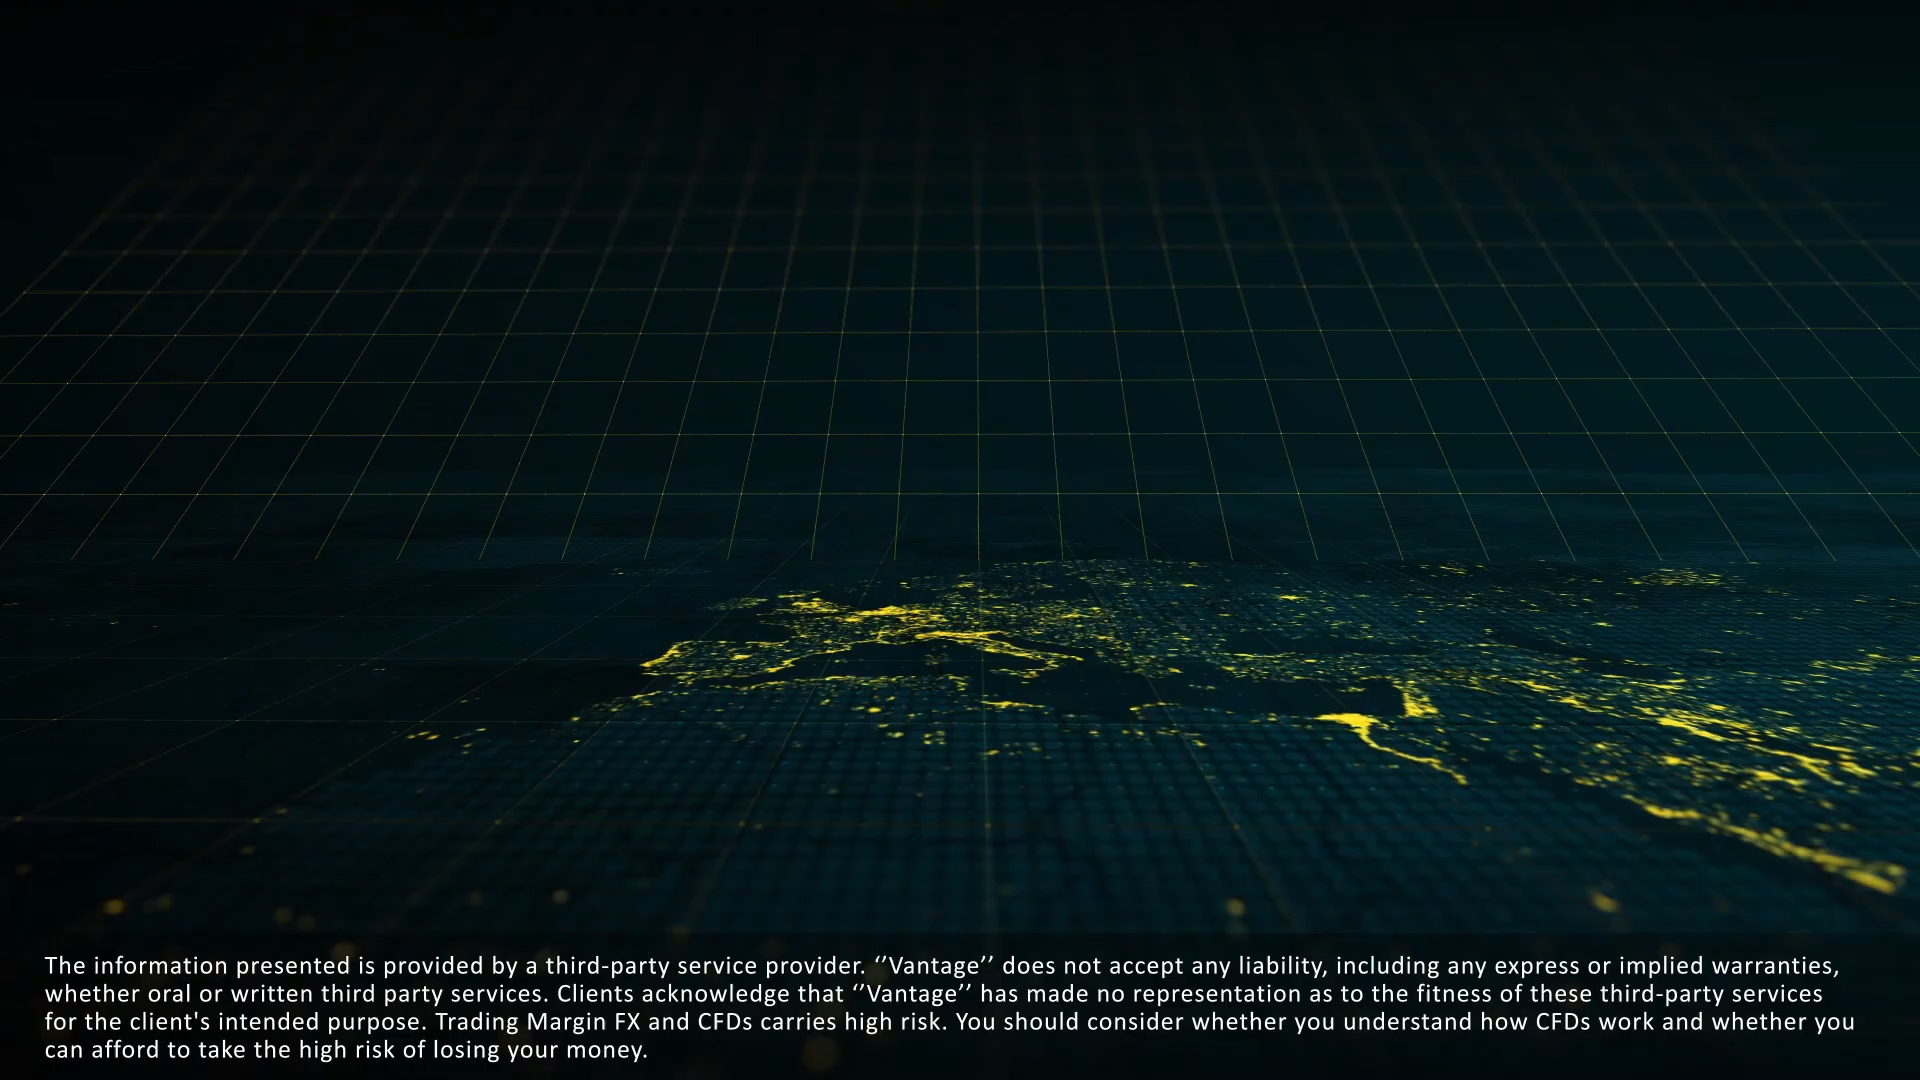 The information presented is provided by a third-party service provider. ‘’Vantage’’ does not accept any liability, including any express or implied warranties,
whether oral or written third party services. Clients acknowledge that ‘’Vantage’’ has made no representation as to the fitness of these third-party services
for the client's intended purpose. Trading Margin FX and CFDs carries high risk. You should consider whether you understand how CFDs work and whether you
can afford to take the high risk of losing your money.